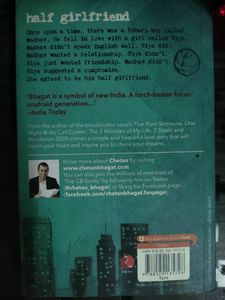 half girlfriend
Once upon a time, there was a Bihari boy called
Madhav. He fell in love with a girl called Riya.
Madhav didn't speak English well. Riya did.
Madhav wanted a relationship. Riya didn't.
Riya just wanted friendship. Madhav didn't.
Riya suggested a compromise.
She agreed to be his half girlfriend.
'Bhagat is a symbol of new India. A torch-bearer for an
unafraid generation...'
–India Today
From the author of the blockbuster novels Five Point Someone, One
Night @ the Call Center, The 3 Mistakes of My Life, 2 States and
Revolution 2020 comes a simple and beautiful love story that will
touch your heart and inspire you to chase your dreams.
Know more about Chetan by visiting
www.chetanbhagat.com
You can also join the millions of members of
'The CB family' by following him on Twitter
(@chetan_bhagat) or liking his Facebook page
(facebook.com/chetanbhagat.fanpage)